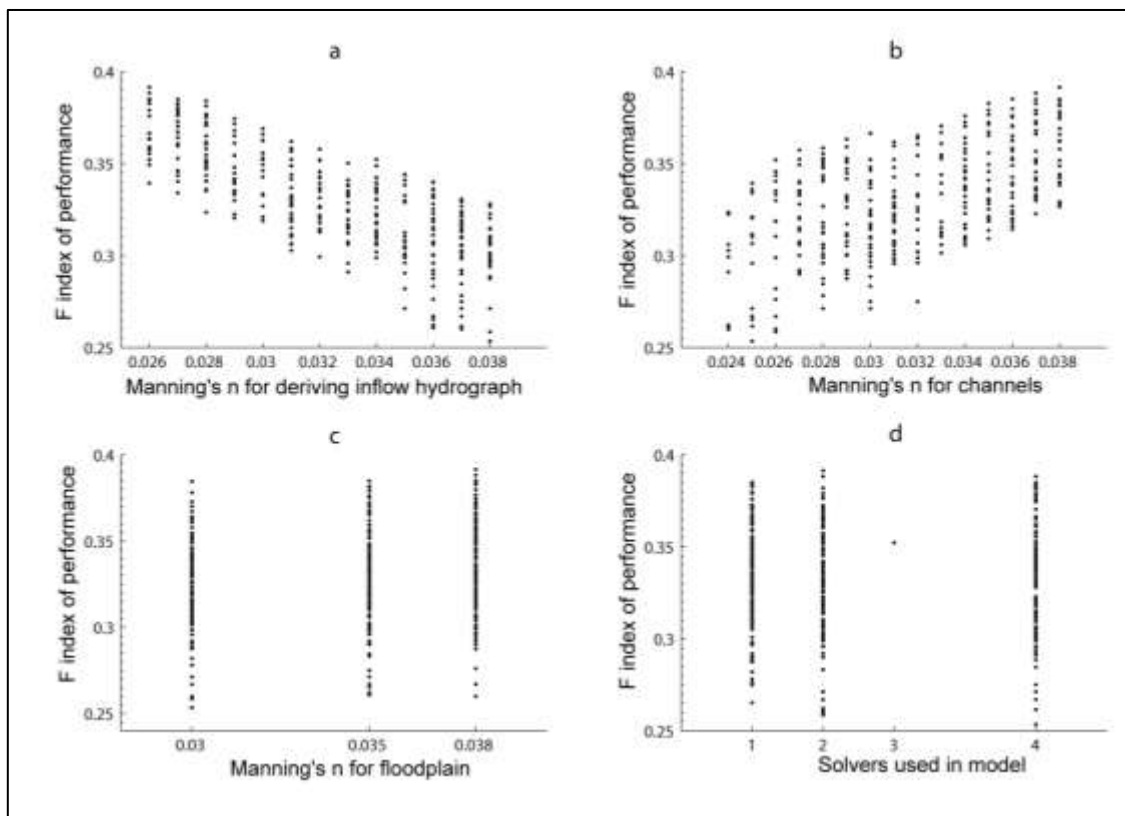 a
0.4
0.35
0.3
0.25
F index of performance
0.026 0.028 0.03 0.032 0.034 0.036 0.038
Manning's n for deriving inflow hydrograph
b
0.4
0.35
0.3
0.25
F index of performance
0.024 0.026 0.028 0.03 0.032 0.034 0.036 0.038
Manning's n for channels
c
0.4
0.35
0.3
0.25
F index of performance
0.03 0.035 0.038
Manning's n for floodplain
d
0.4
0.35
0.3
0.25
F index of performance
1 2 3 4
Solvers used in model